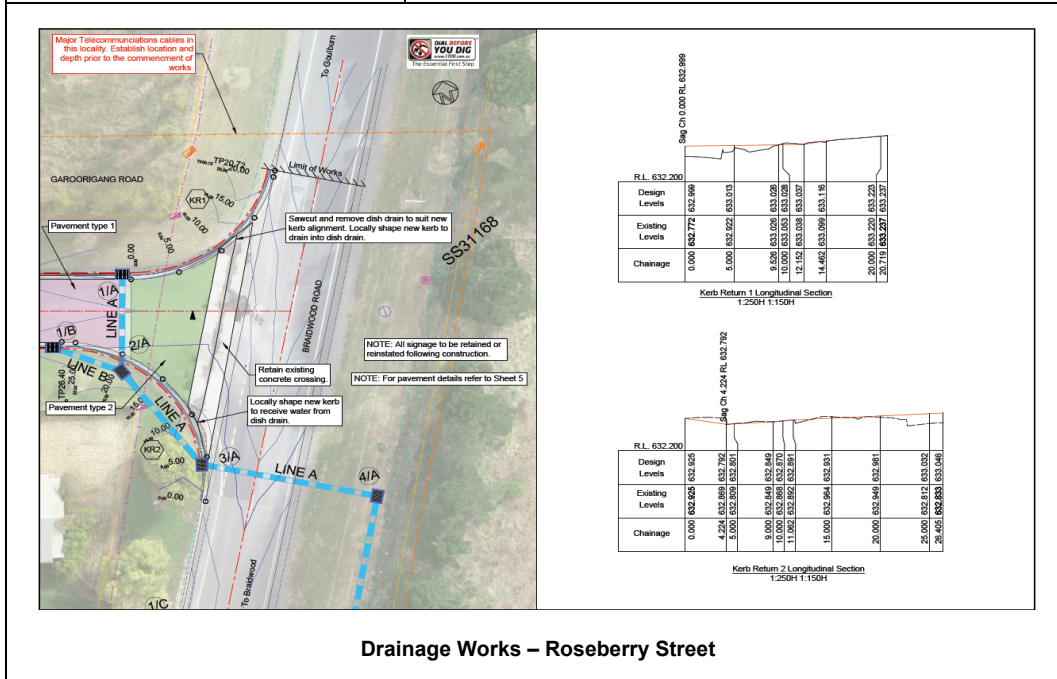 Major Telecommunciations cables in
this locality. Establish location and
depth prior to the commencement of
works.
DIAL BEFORE
YOU DIG
www.1100.com.au
The Essential First Step
To Goulburn
GAROORIGANG ROAD
TP20.72
20.00
15.00
10.00
5.00
0.00
KR1
Limit of Works
Sawcut and remove dish drain to suit new
kerb alignment. Locally shape new kerb to
drain into dish drain.
SS31168
Pavement type 1
1/A
LINE A
1/B
2/A
LINE B
BRAIDWOOD ROAD
NOTE: All signage to be retained or
reinstated following construction.
NOTE: For pavement details refer to Sheet 5
Retain existing
concrete crossing.
TP26.40
25.00
20.00
15.0
10.00
5.00
0.00
Pavement type 2
LINE A
Locally shape new kerb
to receive water from
dish drain.
KR2
3/A
LINE A
4/A
To Braidwood
1/C
Sag Ch 0.000 RL 632.999
R.L. 632.200
Design Levels 632.999 633.013 633.026 633.028 633.037 633.116 633.223 633.237
Existing Levels 632.772 632.922 633.026 633.053 633.038 633.099 633.220 633.237
Chainage 0.000 5.000 9.526 10.000 12.152 14.462 20.000 20.719
Kerb Return 1 Longitudinal Section
1:250H 1:150H
Sag Ch 4.224 RL 632.792
R.L. 632.200
Design Levels 632.925 632.792 632.801 632.849 632.870 632.891 632.931 632.981 633.032 633.046
Existing Levels 632.925 632.869 632.809 632.849 632.868 632.892 632.964 632.949 632.812 632.833
Chainage 0.000 4.224 5.000 9.000 10.000 11.062 15.000 20.000 25.000 26.405
Kerb Return 2 Longitudinal Section
1:250H 1:150H
Drainage Works – Roseberry Street